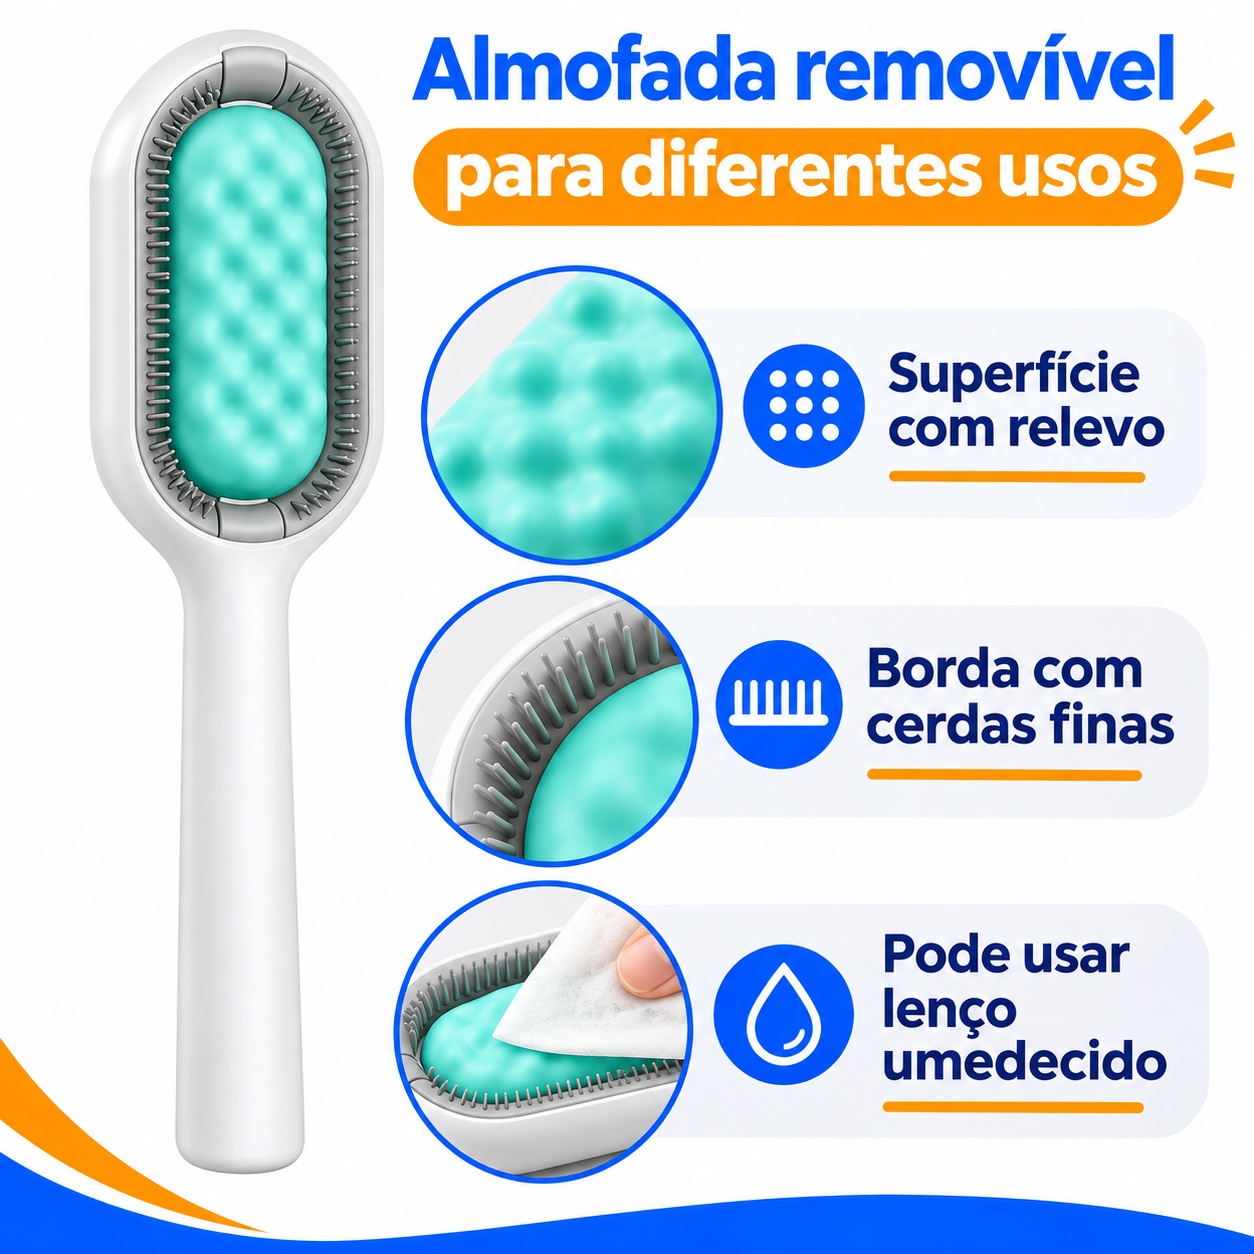 Almofada removível
para diferentes usos
Superfície
com relevo
Borda com
cerdas finas
Pode usar
lenço
umedecido